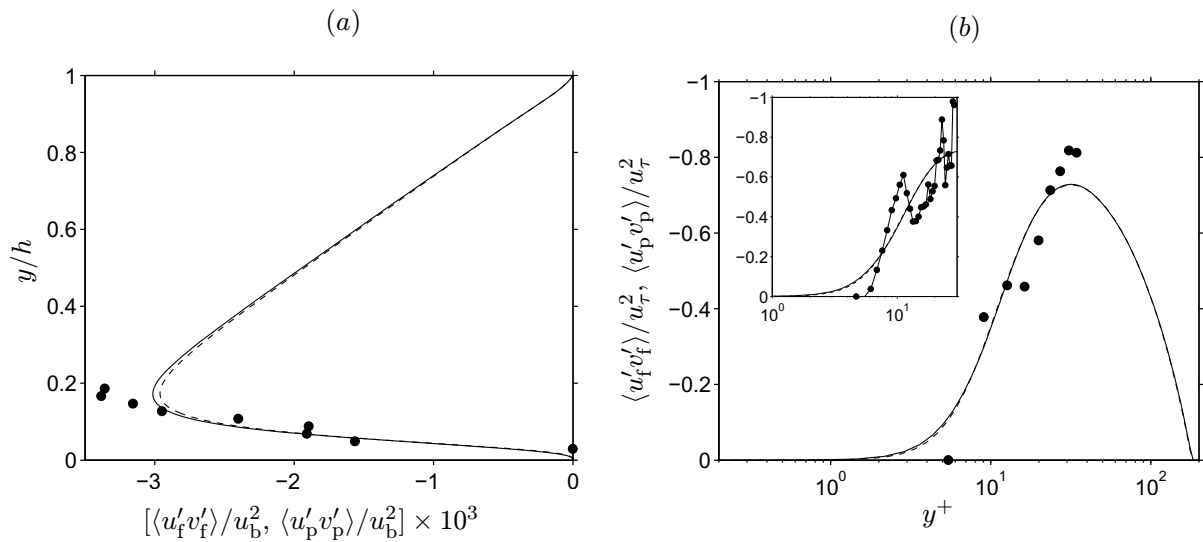 (a)
1
0.8
0.6
0.4
0.2
0
y/h
−3 −2 −1 0
[⟨u′_f v′_f⟩/u_b^2, ⟨u′_p v′_p⟩/u_b^2] × 10^3
(b)
−1
−0.8
−0.6
−0.4
−0.2
0
⟨u′_f v′_f⟩/u_τ^2, ⟨u′_p v′_p⟩/u_τ^2
−1
−0.8
−0.6
−0.4
−0.2
0
10^0 10^1
10^0 10^1 10^2
y^+